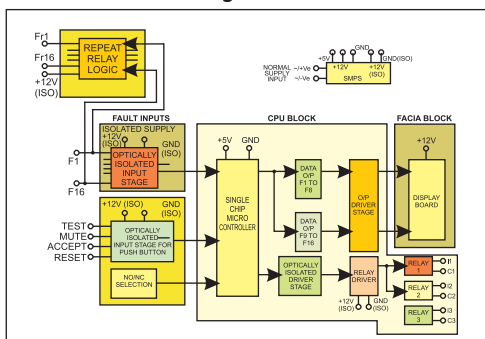 Fr1
Fr16
+12V
(ISO)
REPEAT
RELAY
LOGIC
+5V
GND
GND(ISO)
+12V
+12V
(ISO)
NORMAL
SUPPLY
INPUT
~/+Ve
~/-Ve
SMPS
FAULT INPUTS
CPU BLOCK
FACIA BLOCK
ISOLATED SUPPLY
+12V
(ISO)
GND
(ISO)
F1
F16
OPTICALLY
ISOLATED
INPUT
STAGE
+5V
GND
SINGLE
CHIP
MICRO
CONTROLLER
DATA
O/P
F1 TO
F8
DATA
O/P
F9 TO
F16
O/P
DRIVER
STAGE
+12V
DISPLAY
BOARD
+12V (ISO)
GND
(ISO)
TEST
MUTE
ACCEPT
RESET
OPTICALLY
ISOLATED
INPUT STAGE FOR
PUSH BUTTON
NO/NC
SELECTION
OPTICALLY
ISOLATED
DRIVER
STAGE
RELAY
DRIVER
+12V
(ISO)
GND
(ISO)
RELAY
1
I1
C1
RELAY
2
I2
C2
RELAY
3
I3
C3